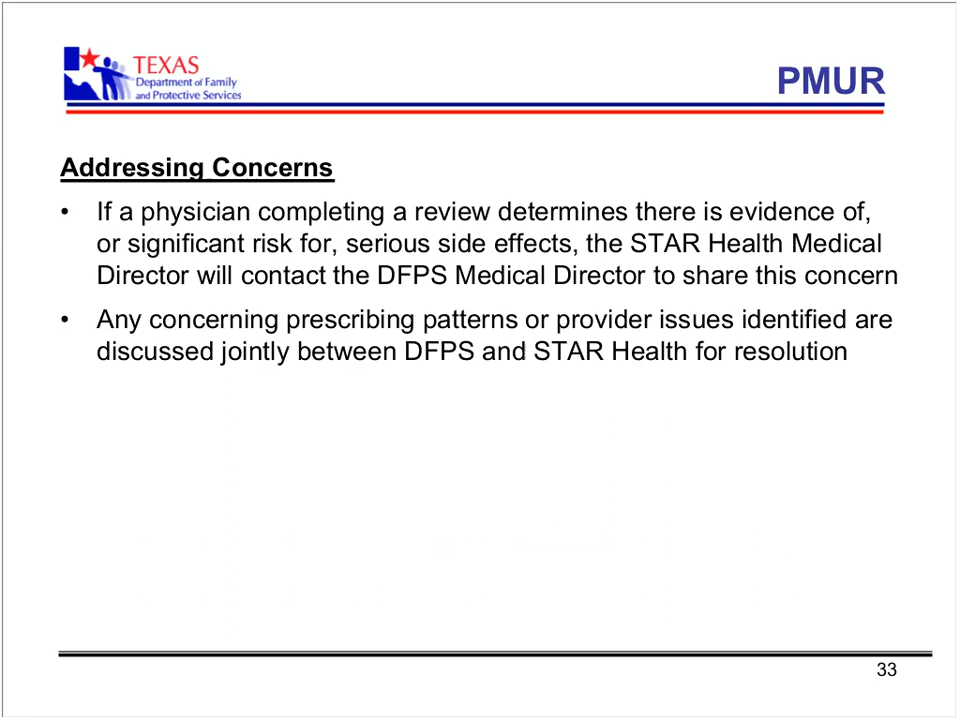 TEXAS
Department of Family
and Protective Services
PMUR
Addressing Concerns
• If a physician completing a review determines there is evidence of,
or significant risk for, serious side effects, the STAR Health Medical
Director will contact the DFPS Medical Director to share this concern
• Any concerning prescribing patterns or provider issues identified are
discussed jointly between DFPS and STAR Health for resolution
33